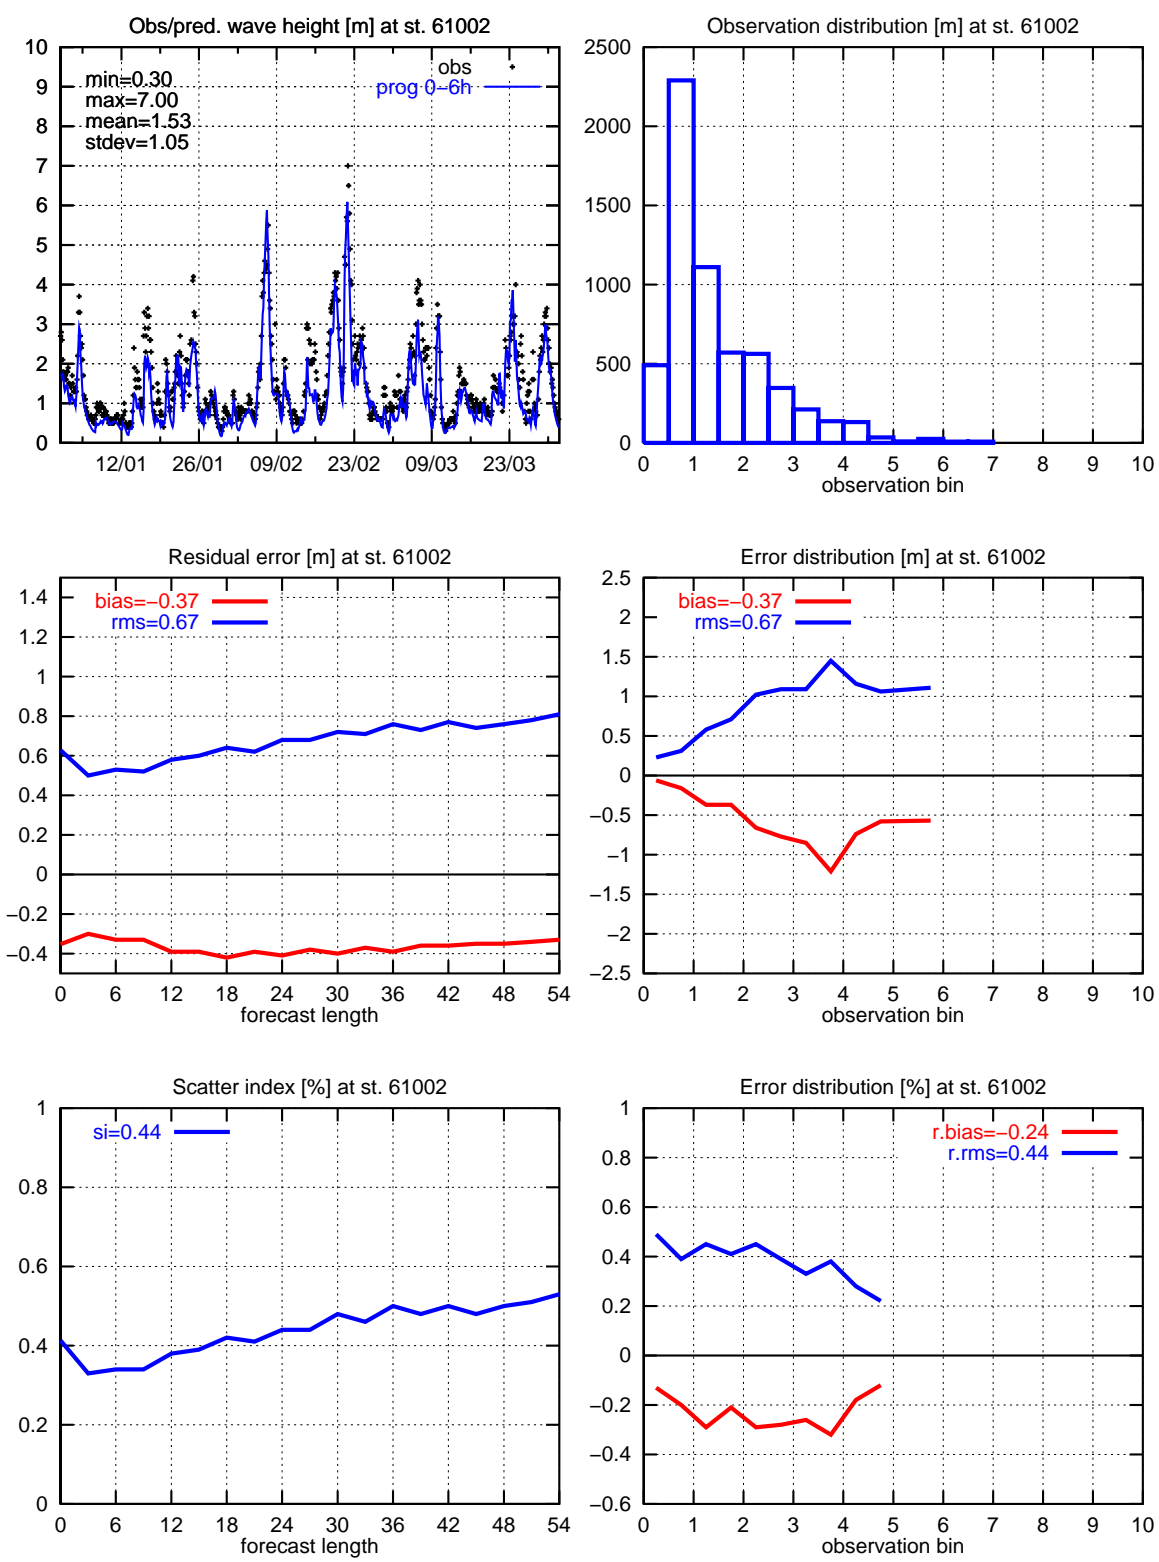 Obs/pred. wave height [m] at st. 61002
10
9
8
7
6
5
4
3
2
1
0
min=0.30
max=7.00
mean=1.53
stdev=1.05
obs
prog 0−6h
12/01 26/01 09/02 23/02 09/03 23/03
Observation distribution [m] at st. 61002
2500
2000
1500
1000
500
0
0 1 2 3 4 5 6 7 8 9 10
observation bin
Residual error [m] at st. 61002
1.4
1.2
1
0.8
0.6
0.4
0.2
0
−0.2
−0.4
bias=−0.37
rms=0.67
0 6 12 18 24 30 36 42 48 54
forecast length
Error distribution [m] at st. 61002
2.5
2
1.5
1
0.5
0
−0.5
−1
−1.5
−2
−2.5
bias=−0.37
rms=0.67
0 1 2 3 4 5 6 7 8 9 10
observation bin
Scatter index [%] at st. 61002
1
0.8
0.6
0.4
0.2
0
si=0.44
0 6 12 18 24 30 36 42 48 54
forecast length
Error distribution [%] at st. 61002
1
0.8
0.6
0.4
0.2
0
−0.2
−0.4
−0.6
r.bias=−0.24
r.rms=0.44
0 1 2 3 4 5 6 7 8 9 10
observation bin